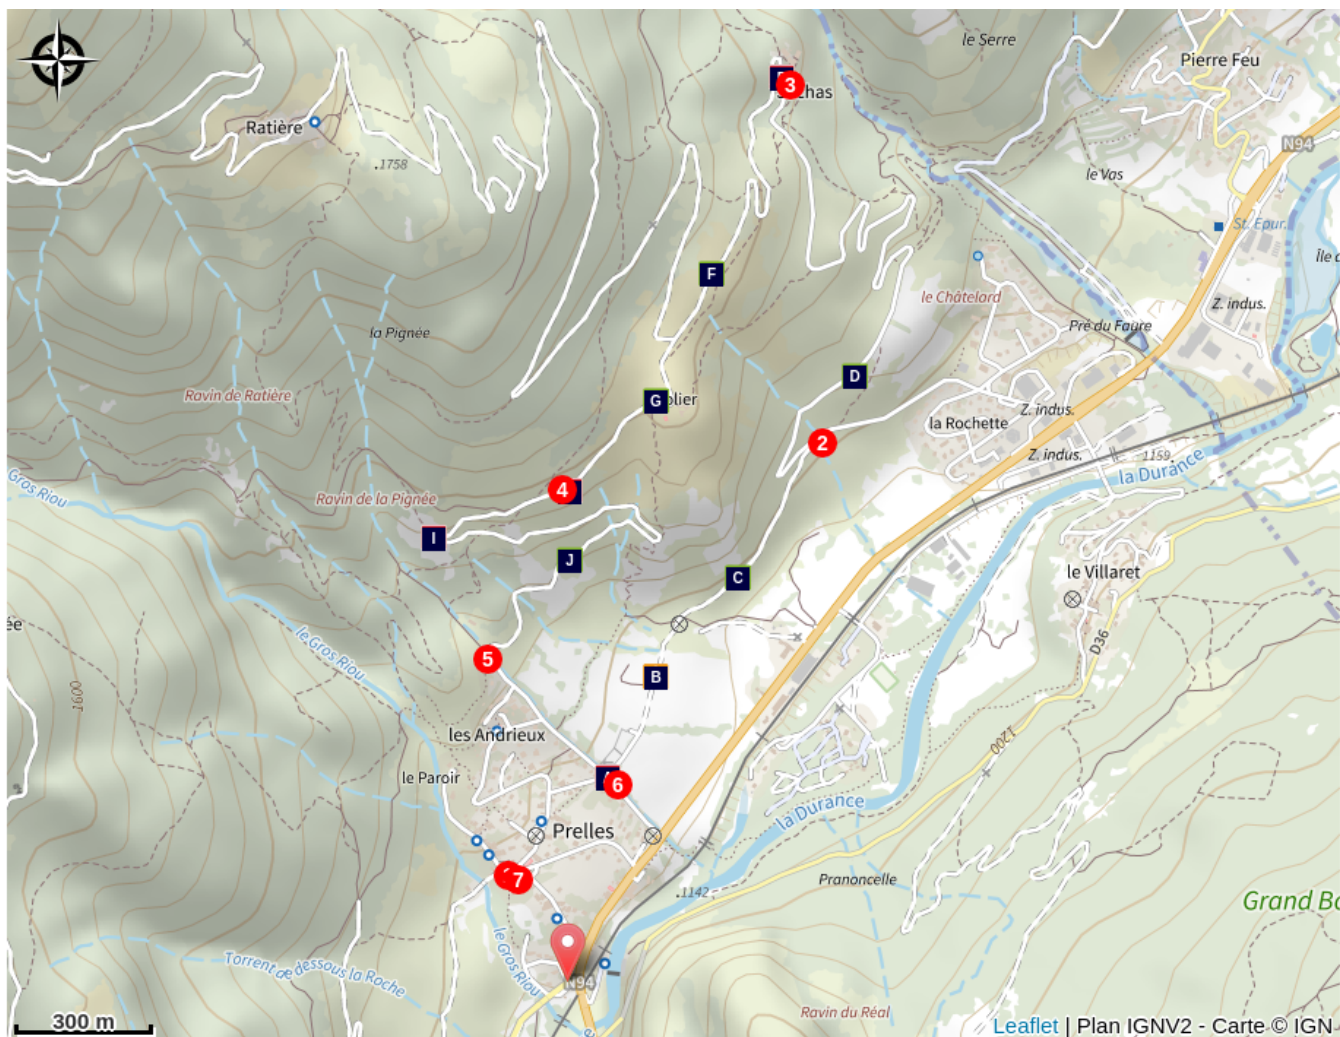 le Serre
Pierre Feu
3
Ratière
N94
.1758
le Vas
St. Epur.
F
le Châtelard
Z. indus.
la Pignée
Pré du Faure
D
Ravin de Ratière
G
Z. indus.
la Rochette
2
Z. indus.
1159
la Durance
Gros Riou
Ravin de la Pignée
4
I
J
C
le Villaret
le Gros Riou
D36
5
B
1600
les Andrieux
1200
le Paroir
6
la Durance
Prelles
7
Pranoncelle
.1142
Grand Bo
le Gros Riou
Torrent de dessous la Roche
N94
Ravin du Réal
300 m
Leaflet | Plan IGNV2 - Carte © IGN